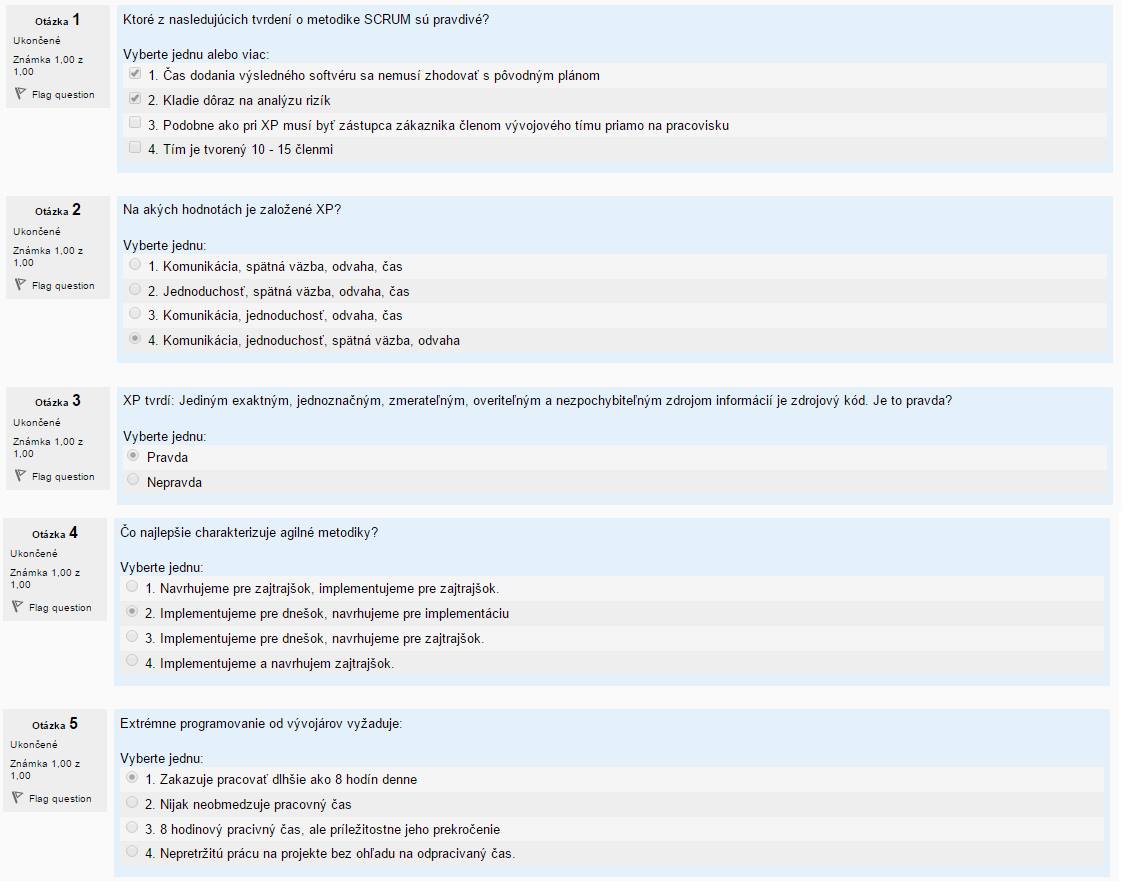 Otázka 1
Ukončené
Známka 1,00 z
1,00
Flag question
Ktoré z nasledujúcich tvrdení o metodike SCRUM sú pravdivé?
Vyberte jednu alebo viac:
1. Čas dodania výsledného softvéru sa nemusí zhodovať s pôvodným plánom
2. Kladie dôraz na analýzu rizík
3. Podobne ako pri XP musí byť zástupca zákaznika členom vývojového tímu priamo na pracovisku
4. Tím je tvorený 10 - 15 členmi
Otázka 2
Ukončené
Známka 1,00 z
1,00
Flag question
Na akých hodnotách je založené XP?
Vyberte jednu:
1. Komunikácia, spätná väzba, odvaha, čas
2. Jednoduchosť, spätná väzba, odvaha, čas
3. Komunikácia, jednoduchosť, odvaha, čas
4. Komunikácia, jednoduchosť, spätná väzba, odvaha
Otázka 3
Ukončené
Známka 1,00 z
1,00
Flag question
XP tvrdí: Jediným exaktným, jednoznačným, zmerateľným, overiteľným a nezpochybiteľným zdrojom informácií je zdrojový kód. Je to pravda?
Vyberte jednu:
Pravda
Nepravda
Otázka 4
Ukončené
Známka 1,00 z
1,00
Flag question
Čo najlepšie charakterizuje agilné metodiky?
Vyberte jednu:
1. Navrhujeme pre zajtrajšok, implementujeme pre zajtrajšok.
2. Implementujeme pre dnešok, navrhujeme pre implementáciu
3. Implementujeme pre dnešok, navrhujeme pre zajtrajšok.
4. Implementujeme a navrhujem zajtrajšok.
Otázka 5
Ukončené
Známka 1,00 z
1,00
Flag question
Extrémne programovanie od vývojárov vyžaduje:
Vyberte jednu:
1. Zakazuje pracovať dlhšie ako 8 hodín denne
2. Nijak neobmedzuje pracovný čas
3. 8 hodinový pracivný čas, ale príležitostne jeho prekročenie
4. Nepretržitú prácu na projekte bez ohľadu na odpracivaný čas.